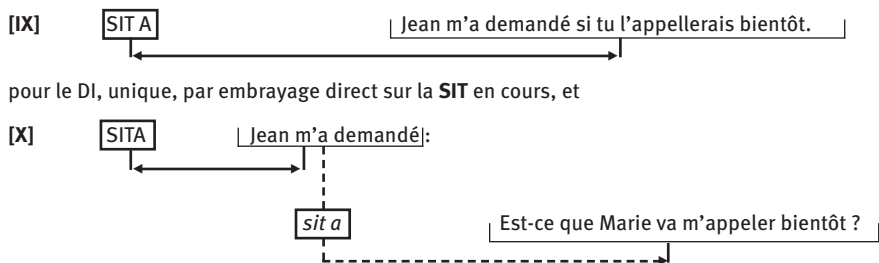 [IX] SIT A Jean m’a demandé si tu l’appellerais bientôt.
pour le DI, unique, par embrayage direct sur la SIT en cours, et
[X] SITA Jean m’a demandé :
sit a Est-ce que Marie va m’appeler bientôt ?